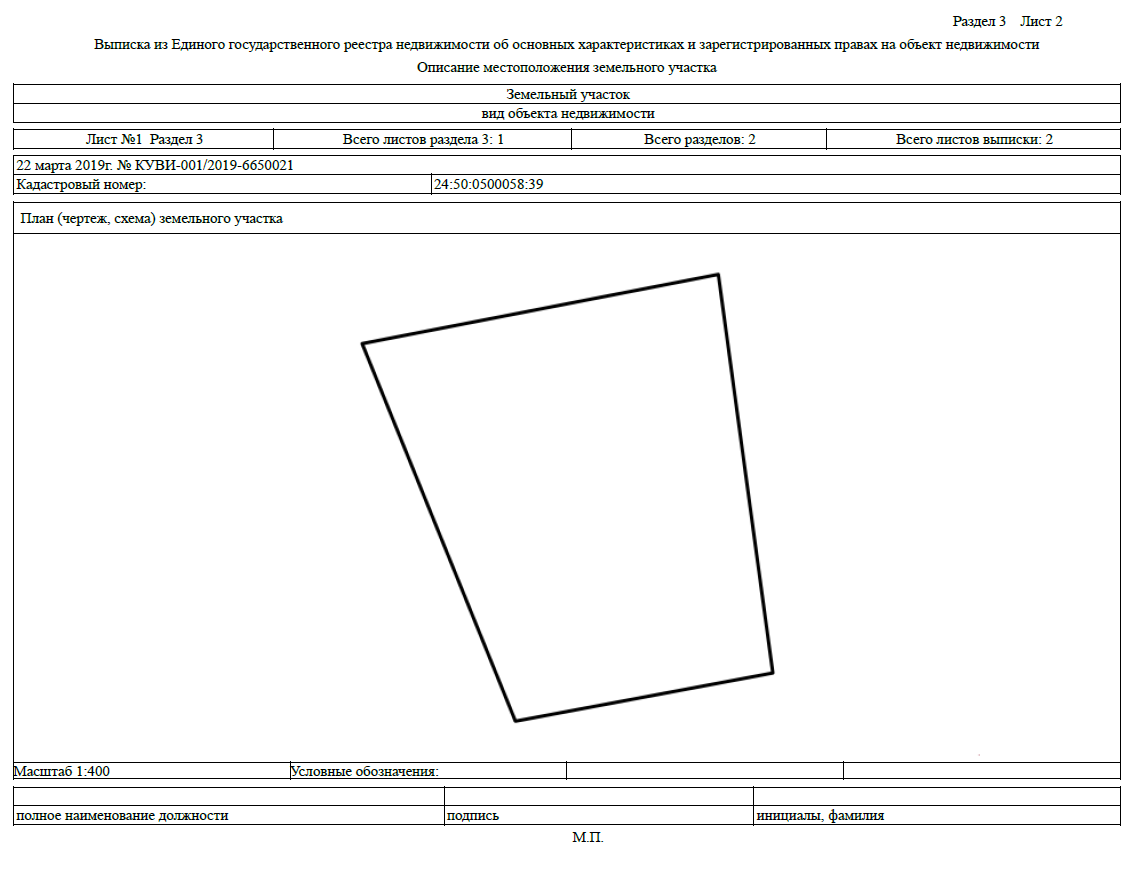 Раздел 3 Лист 2
Выписка из Единого государственного реестра недвижимости об основных характеристиках и зарегистрированных правах на объект недвижимости
Описание местоположения земельного участка
Земельный участок
вид объекта недвижимости
Лист №1 Раздел 3 Всего листов раздела 3: 1 Всего разделов: 2 Всего листов выписки: 2
22 марта 2019г. № КУВИ-001/2019-6650021
Кадастровый номер: 24:50:0500058:39
План (чертеж, схема) земельного участка
Масштаб 1:400 Условные обозначения:
полное наименование должности подпись инициалы, фамилия
М.П.